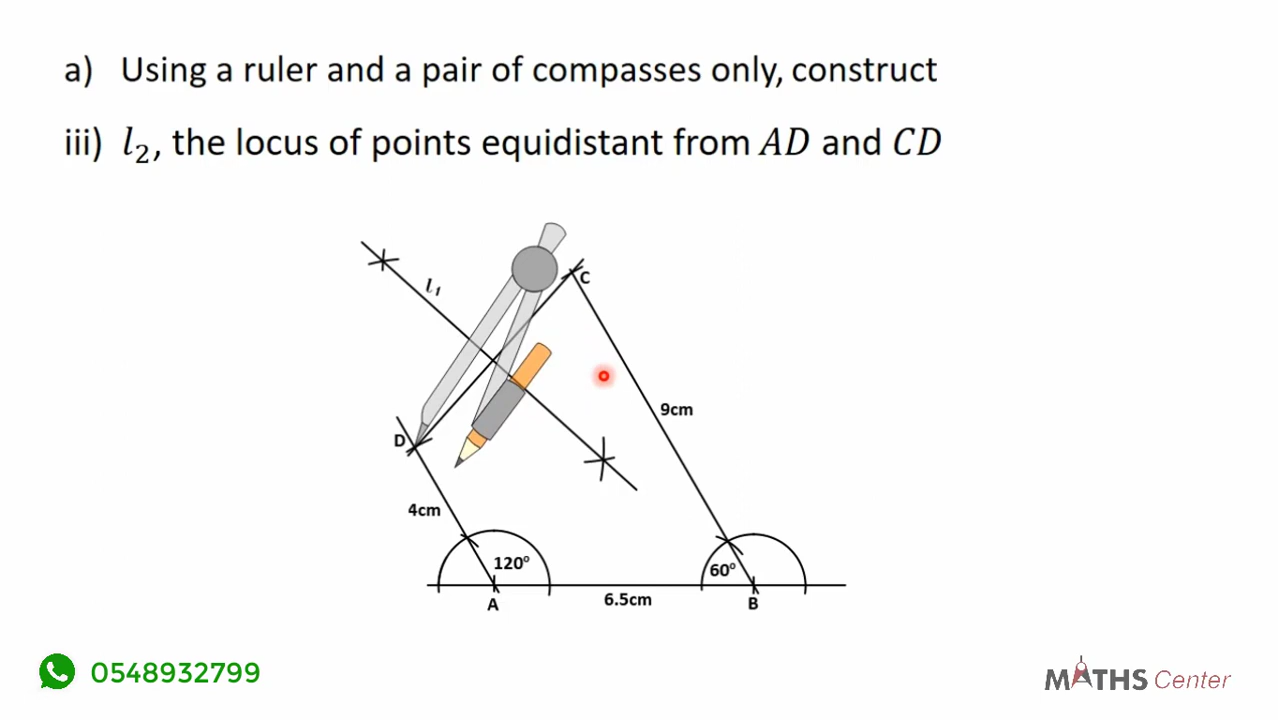 a) Using a ruler and a pair of compasses only, construct
iii) l₂, the locus of points equidistant from AD and CD
l₁
C
9cm
D
4cm
120°
60°
A
6.5cm
B
0548932799
MATHS Center